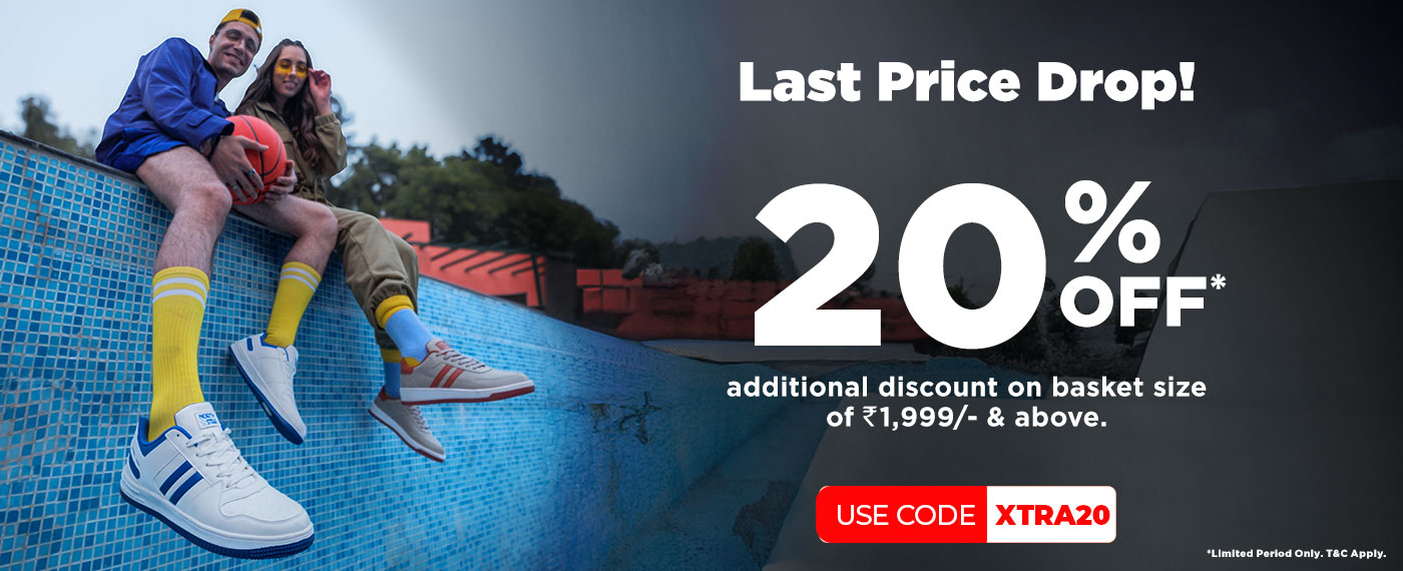 Last Price Drop!
20%
OFF*
additional discount on basket size
of ₹1,999/- & above.
USE CODE XTRA20
*Limited Period Only. T&C Apply.